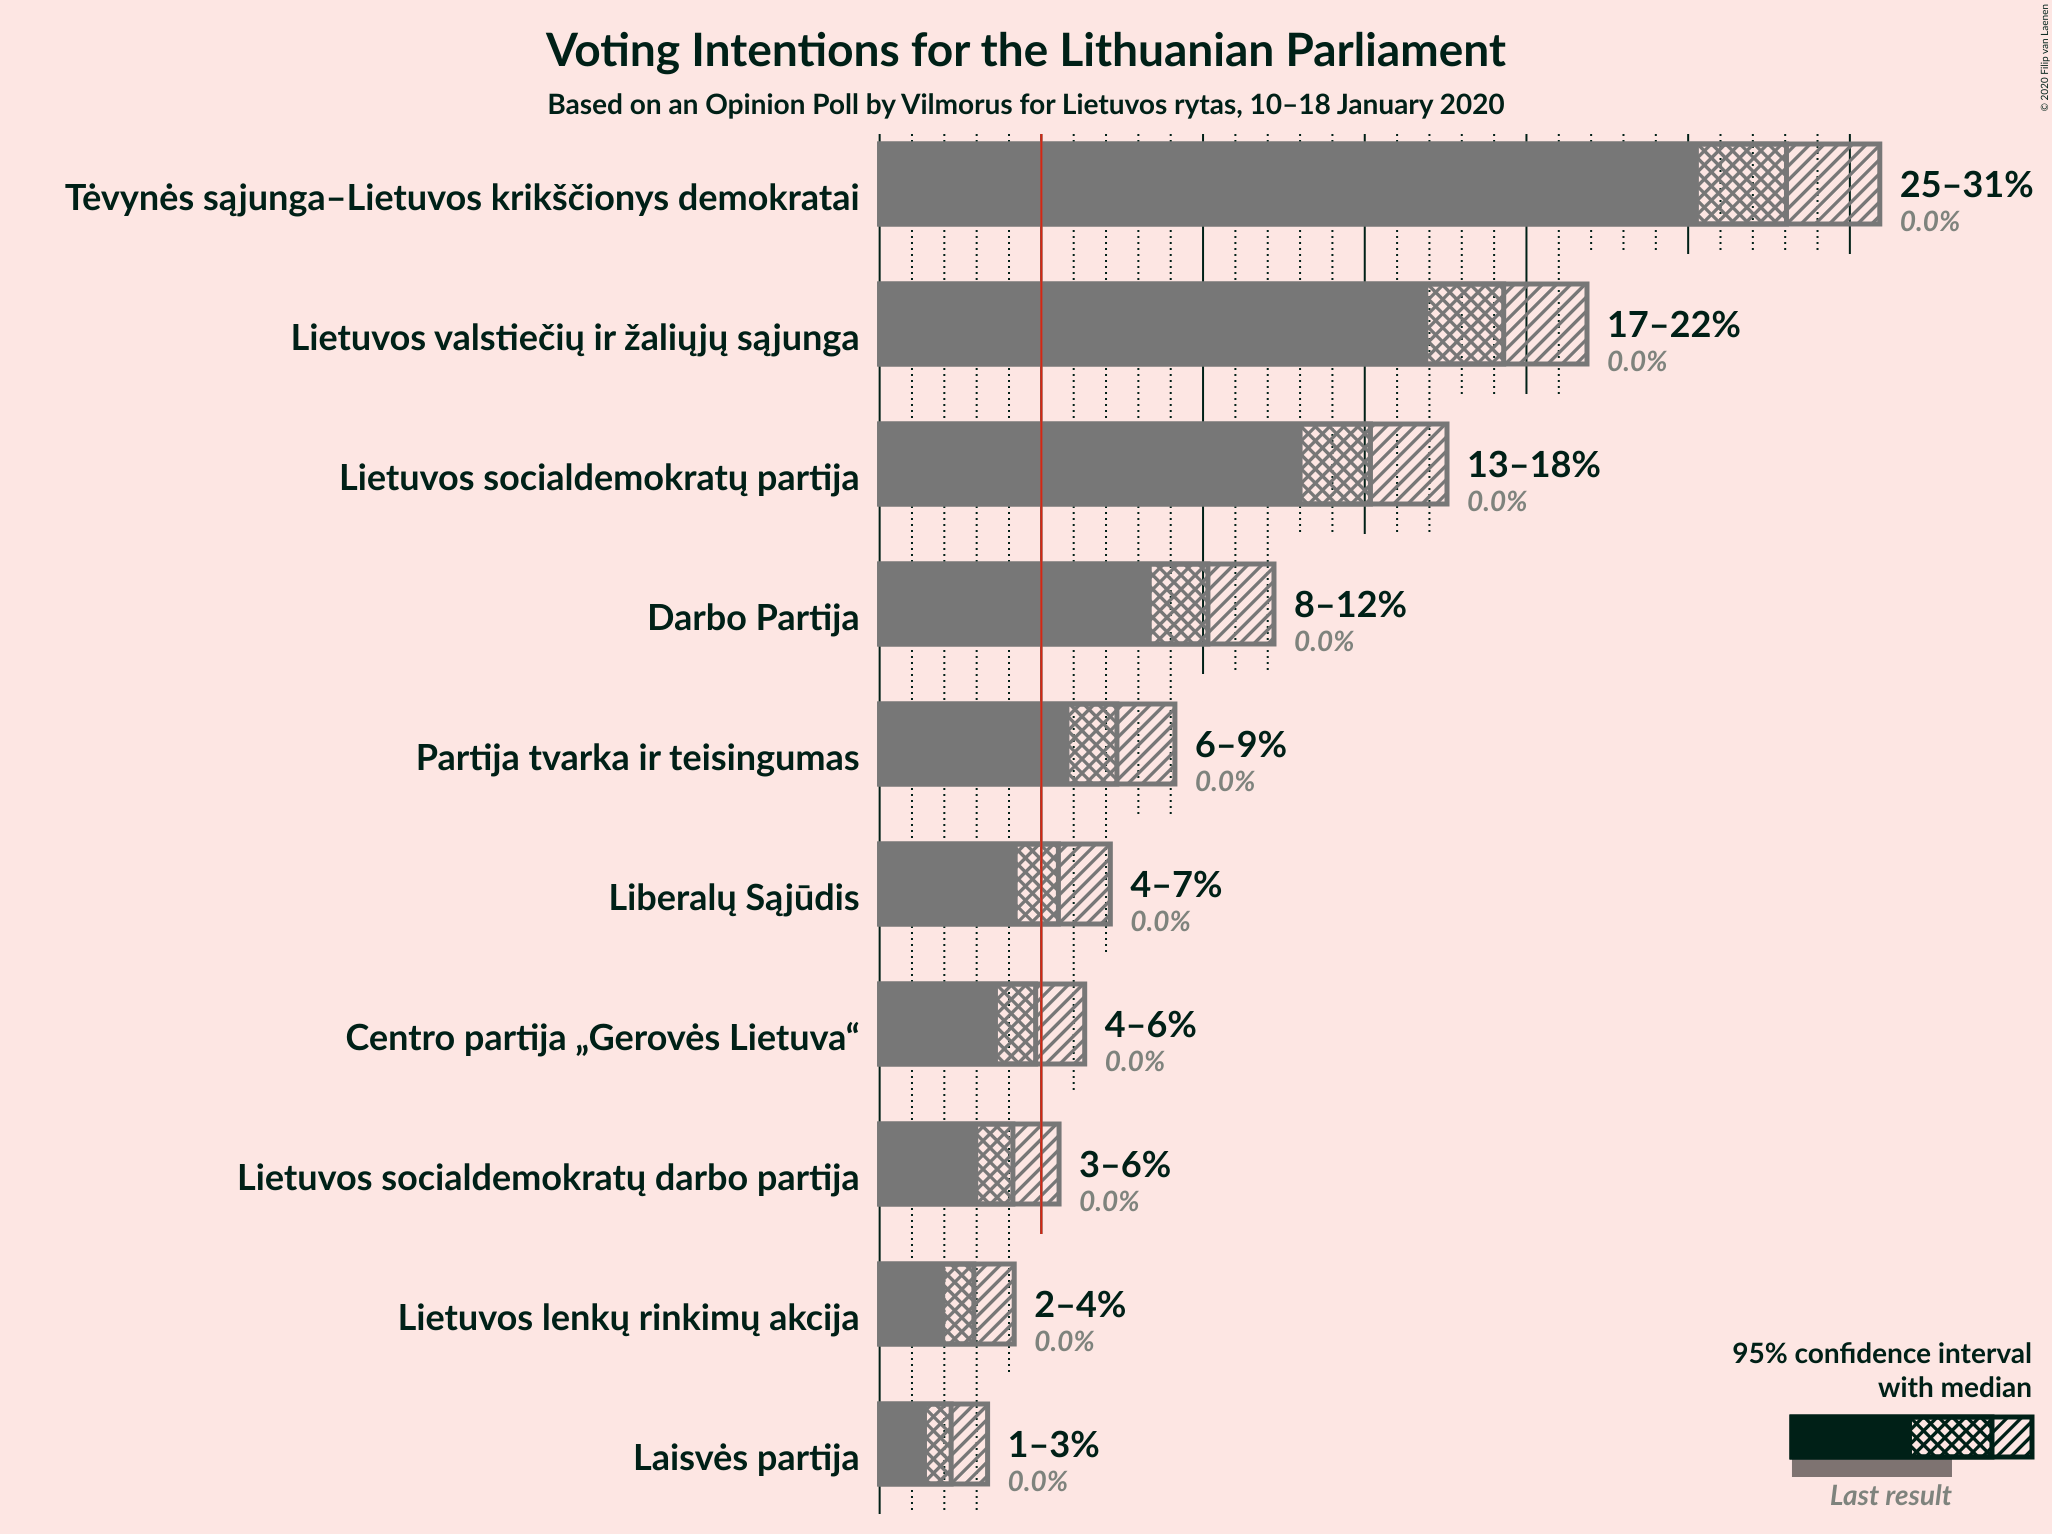 Voting Intentions for the Lithuanian Parliament
Based on an Opinion Poll by Vilmorus for Lietuvos rytas, 10–18 January 2020
© 2020 Filip van Laenen
Tėvynės sąjunga–Lietuvos krikščionys demokratai
25–31%
0.0%
Lietuvos valstiečių ir žaliųjų sąjunga
17–22%
0.0%
Lietuvos socialdemokratų partija
13–18%
0.0%
Darbo Partija
8–12%
0.0%
Partija tvarka ir teisingumas
6–9%
0.0%
Liberalų Sąjūdis
4–7%
0.0%
Centro partija „Gerovės Lietuva“
4–6%
0.0%
Lietuvos socialdemokratų darbo partija
3–6%
0.0%
Lietuvos lenkų rinkimų akcija
2–4%
0.0%
Laisvės partija
1–3%
0.0%
95% confidence interval
with median
Last result